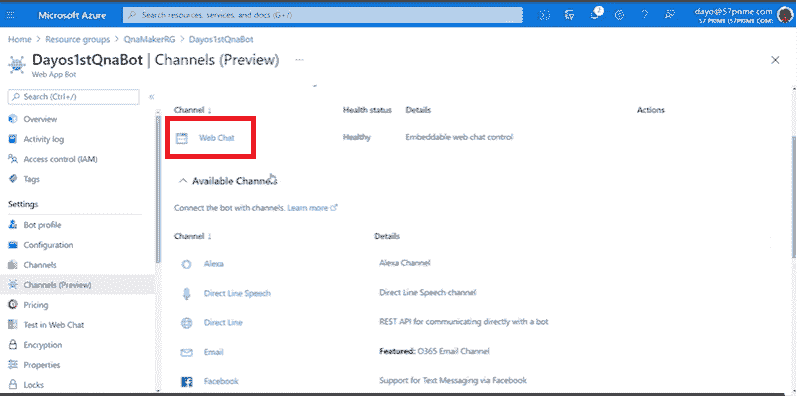 Microsoft Azure
Search resources, services, and docs (G+/)
dayo@57prime.com
57 PRIME (57PRIME.COM)
Home > Resource groups > QnaMakerRG > Dayos1stQnaBot
Dayos1stQnaBot | Channels (Preview) ...
Web App Bot
Search (Ctrl+/)
«
Overview
Activity log
Access control (IAM)
Tags
Settings
Bot profile
Configuration
Channels
Channels (Preview)
Pricing
Test in Web Chat
Encryption
Properties
Locks
Channel ↓ Health status Details Actions
Web Chat Healthy Embeddable web chat control
Available Channels
Connect the bot with channels. Learn more
Channel ↓ Details
Alexa Alexa Channel
Direct Line Speech Direct Line Speech channel
Direct Line REST API for communicating directly with a bot
Email Featured: O365 Email Channel
Facebook Support for Text Messaging via Facebook